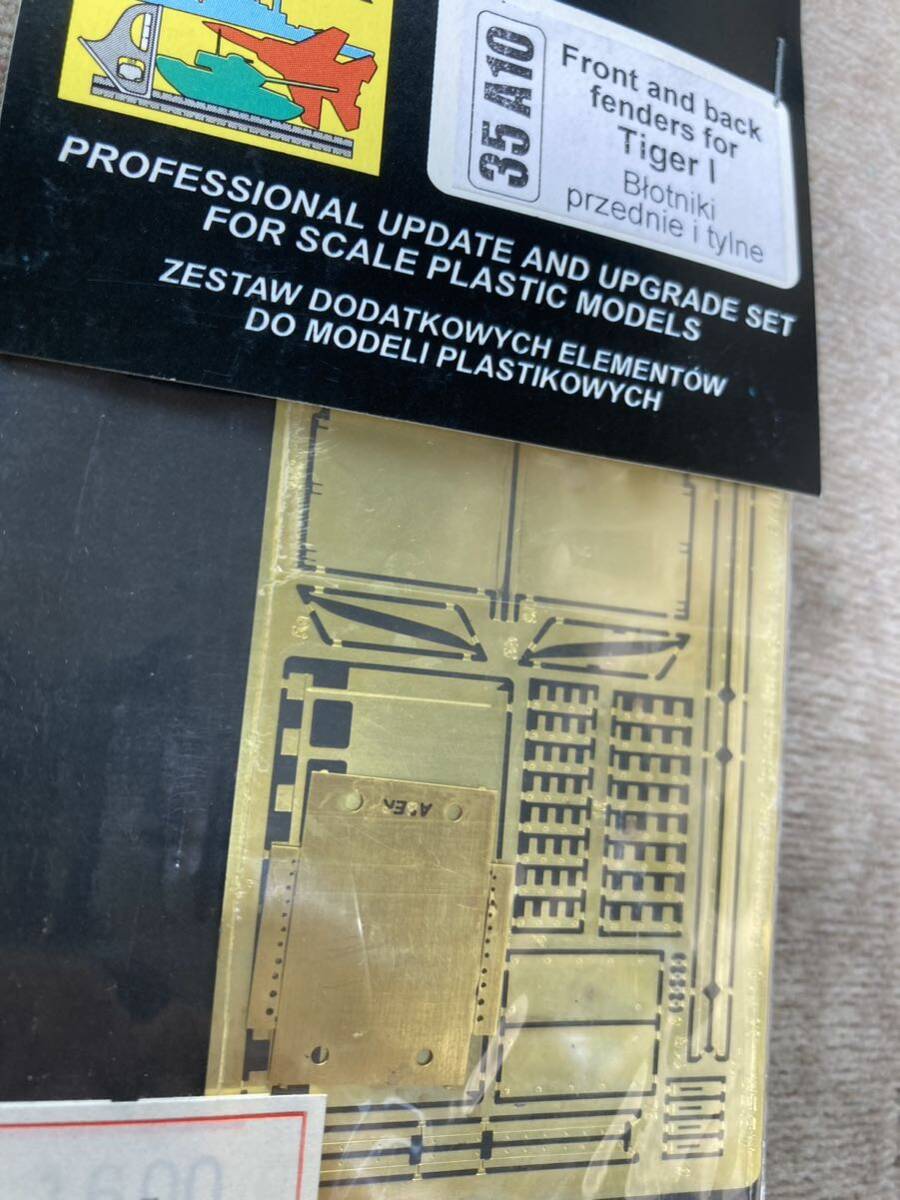 35 A10
Front and back
fenders for
Tiger I
Błotniki
przednie i tylne
PROFESSIONAL UPDATE AND UPGRADE SET
FOR SCALE PLASTIC MODELS
ZESTAW DODATKOWYCH ELEMENTÓW
DO MODELI PLASTIKOWYCH